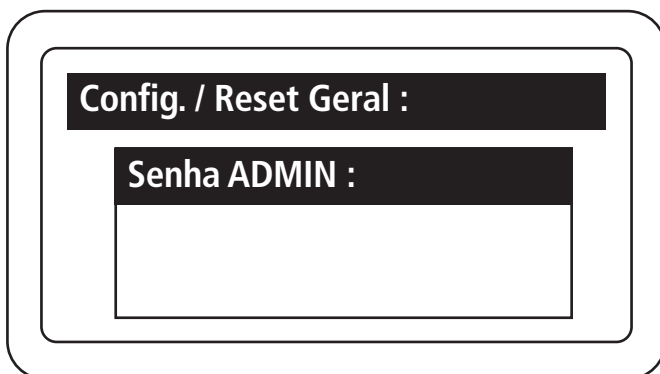 Config. / Reset Geral :
Senha ADMIN :